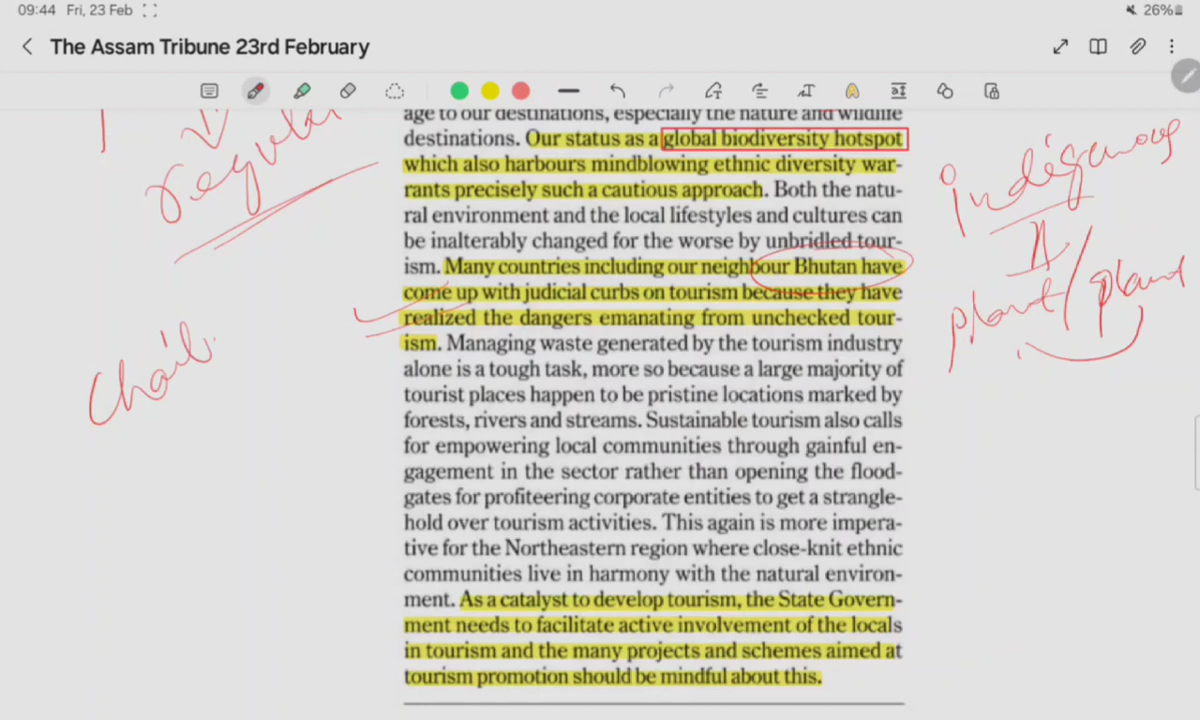 09:44 Fri, 23 Feb
26%
The Assam Tribune 23rd February
age to our destinations, especially the nature and wildlife
destinations. Our status as a global biodiversity hotspot
which also harbours mindblowing ethnic diversity war-
rants precisely such a cautious approach. Both the natu-
ral environment and the local lifestyles and cultures can
be inalterably changed for the worse by unbridled tour-
ism. Many countries including our neighbour Bhutan have
come up with judicial curbs on tourism because they have
realized the dangers emanating from unchecked tour-
ism. Managing waste generated by the tourism industry
alone is a tough task, more so because a large majority of
tourist places happen to be pristine locations marked by
forests, rivers and streams. Sustainable tourism also calls
for empowering local communities through gainful en-
gagement in the sector rather than opening the flood-
gates for profiteering corporate entities to get a strangle-
hold over tourism activities. This again is more impera-
tive for the Northeastern region where close-knit ethnic
communities live in harmony with the natural environ-
ment. As a catalyst to develop tourism, the State Govern-
ment needs to facilitate active involvement of the locals
in tourism and the many projects and schemes aimed at
tourism promotion should be mindful about this.
indigenous
plant/plant